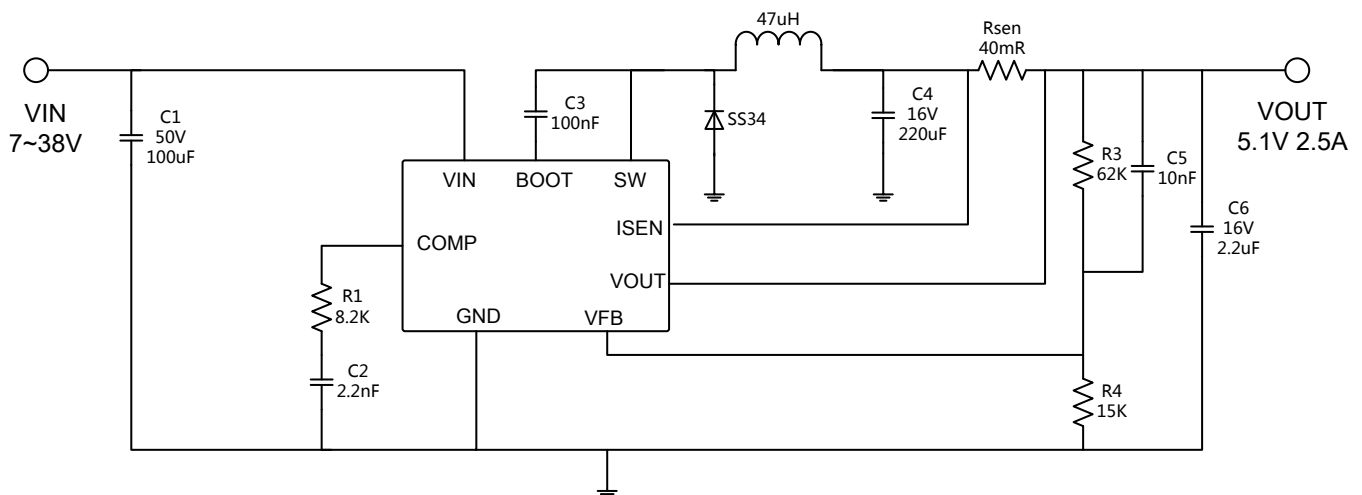 47uH
Rsen
40mR
VIN
7~38V
C1
50V
100uF
C3
100nF
SS34
C4
16V
220uF
R3
62K
C5
10nF
VOUT
5.1V 2.5A
C6
16V
2.2uF
VIN
BOOT
SW
ISEN
COMP
VOUT
GND
VFB
R1
8.2K
C2
2.2nF
R4
15K